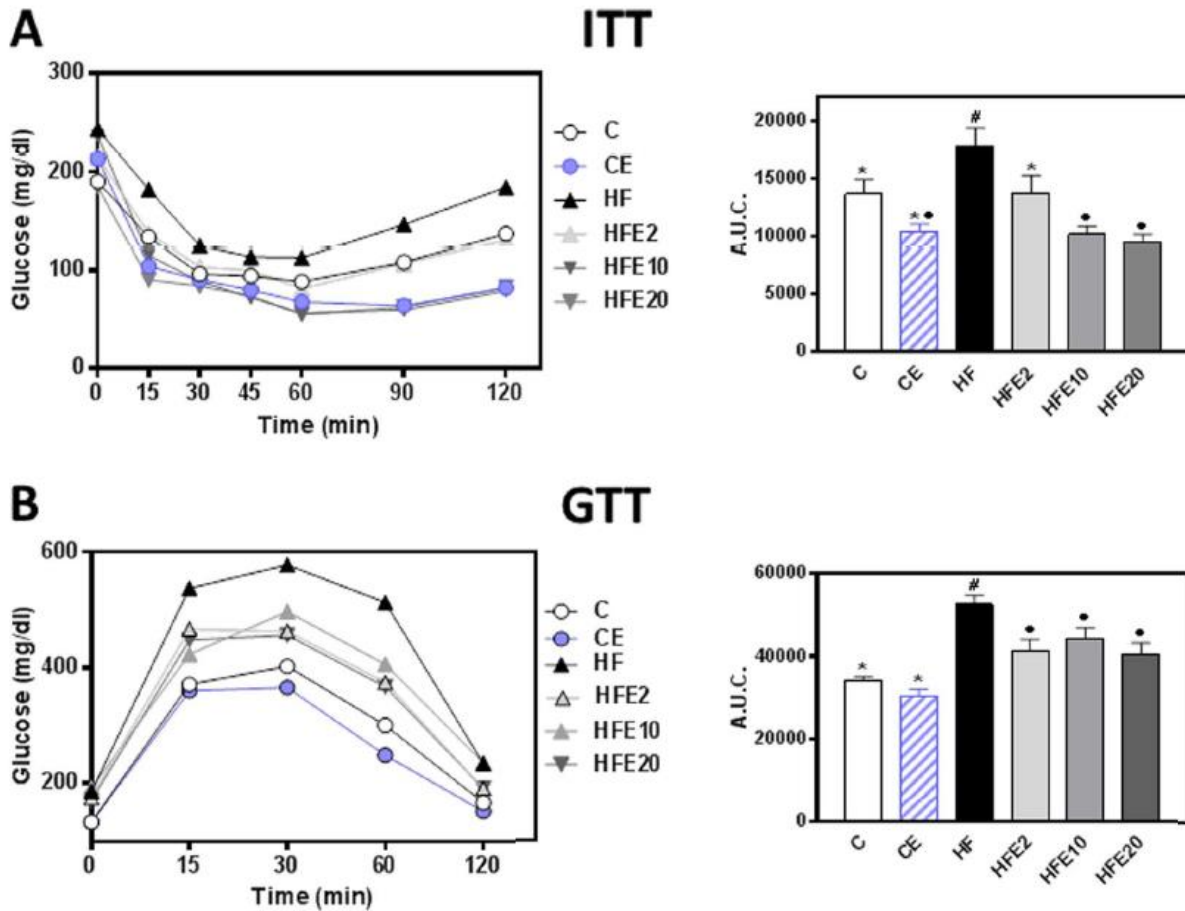 A
ITT
300
200
100
0
Glucose (mg/dl)
0 15 30 45 60 90 120
Time (min)
C
CE
HF
HFE2
HFE10
HFE20
20000
15000
10000
5000
0
A.U.C.
*
* •
#
*
•
•
C CE HF HFE2 HFE10 HFE20
B
GTT
600
400
200
Glucose (mg/dl)
0 15 30 60 120
Time (min)
C
CE
HF
HFE2
HFE10
HFE20
60000
40000
20000
0
A.U.C.
*
*
#
•
•
•
C CE HF HFE2 HFE10 HFE20